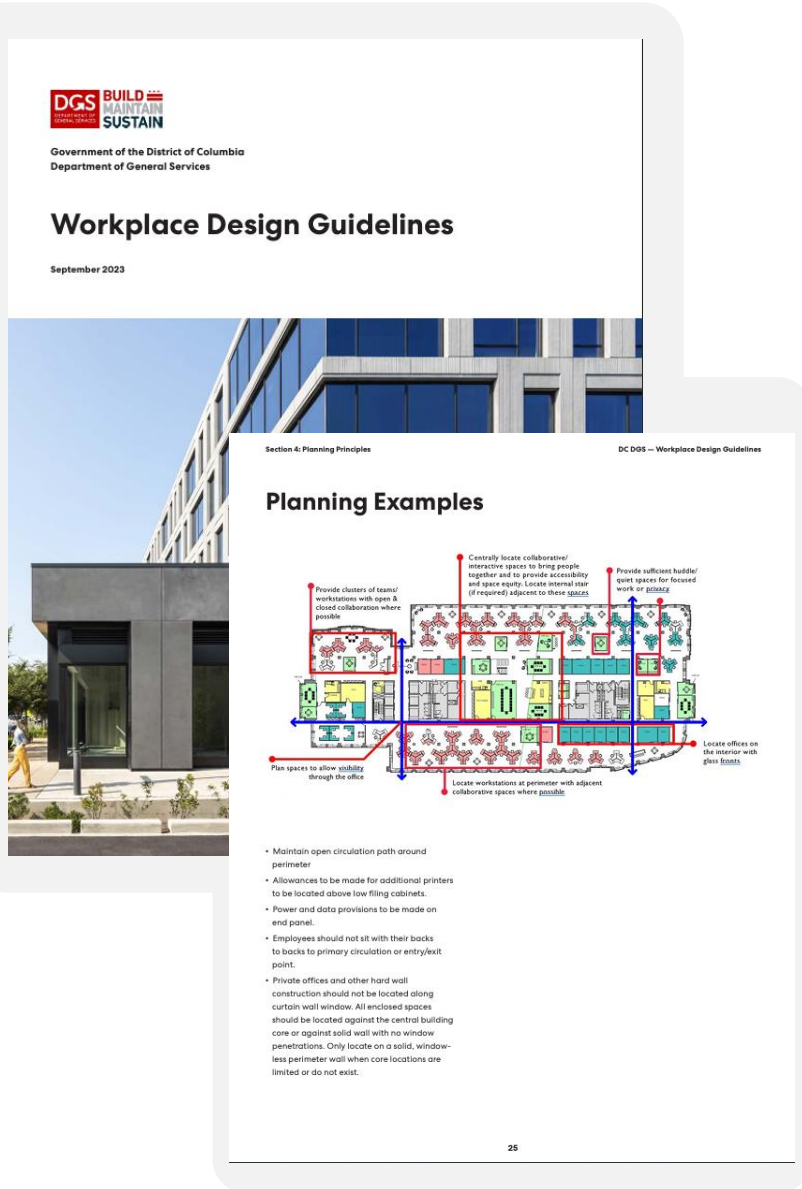 DGS
DEPARTMENT OF
GENERAL SERVICES
BUILD
MAINTAIN
SUSTAIN
Government of the District of Columbia
Department of General Services
Workplace Design Guidelines
September 2023
Section 4: Planning Principles
DC DGS — Workplace Design Guidelines
Planning Examples
Centrally locate collaborative/
interactive spaces to bring people
together and to provide accessibility
and space equity. Locate internal stair
(if required) adjacent to these spaces
Provide sufficient huddle/
quiet spaces for focused
work or privacy
Provide clusters of teams/
workstations with open &
closed collaboration where
possible
Locate offices on
the interior with
glass fronts
Plan spaces to allow visibility
through the office
Locate workstations at perimeter with adjacent
collaborative spaces where possible
• Maintain open circulation path around
perimeter
• Allowances to be made for additional printers
to be located above low filing cabinets.
• Power and data provisions to be made on
end panel.
• Employees should not sit with their backs
to backs to primary circulation or entry/exit
point.
• Private offices and other hard wall
construction should not be located along
curtain wall window. All enclosed spaces
should be located against the central building
core or against solid wall with no window
penetrations. Only locate on a solid, window-
less perimeter wall when core locations are
limited or do not exist.
25